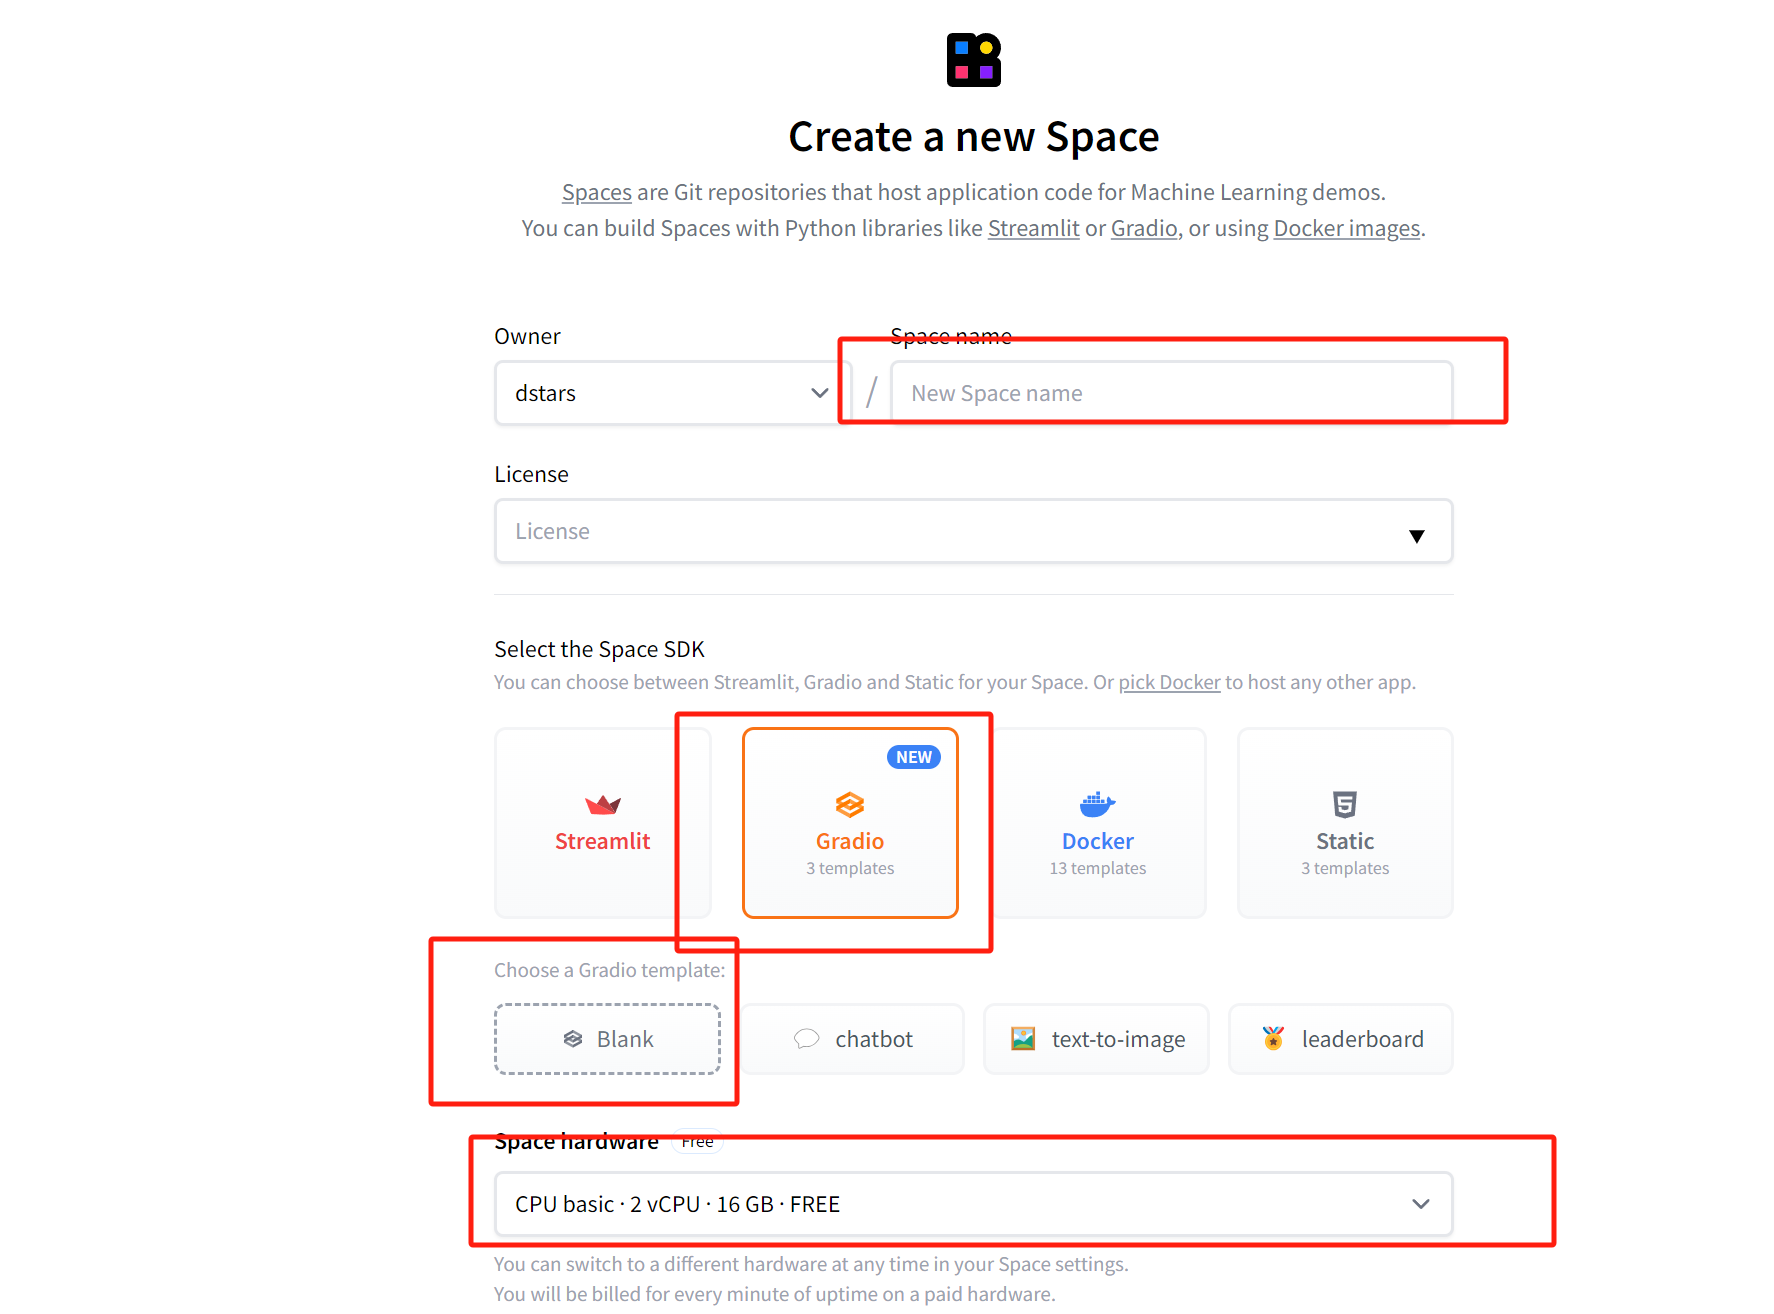 Create a new Space
Spaces are Git repositories that host application code for Machine Learning demos.
You can build Spaces with Python libraries like Streamlit or Gradio, or using Docker images.
Owner
Space name
dstars
/
New Space name
License
License
Select the Space SDK
You can choose between Streamlit, Gradio and Static for your Space. Or pick Docker to host any other app.
Streamlit
NEW
Gradio
3 templates
Docker
13 templates
Static
3 templates
Choose a Gradio template:
Blank
chatbot
text-to-image
leaderboard
Space hardware Free
CPU basic · 2 vCPU · 16 GB · FREE
You can switch to a different hardware at any time in your Space settings.
You will be billed for every minute of uptime on a paid hardware.